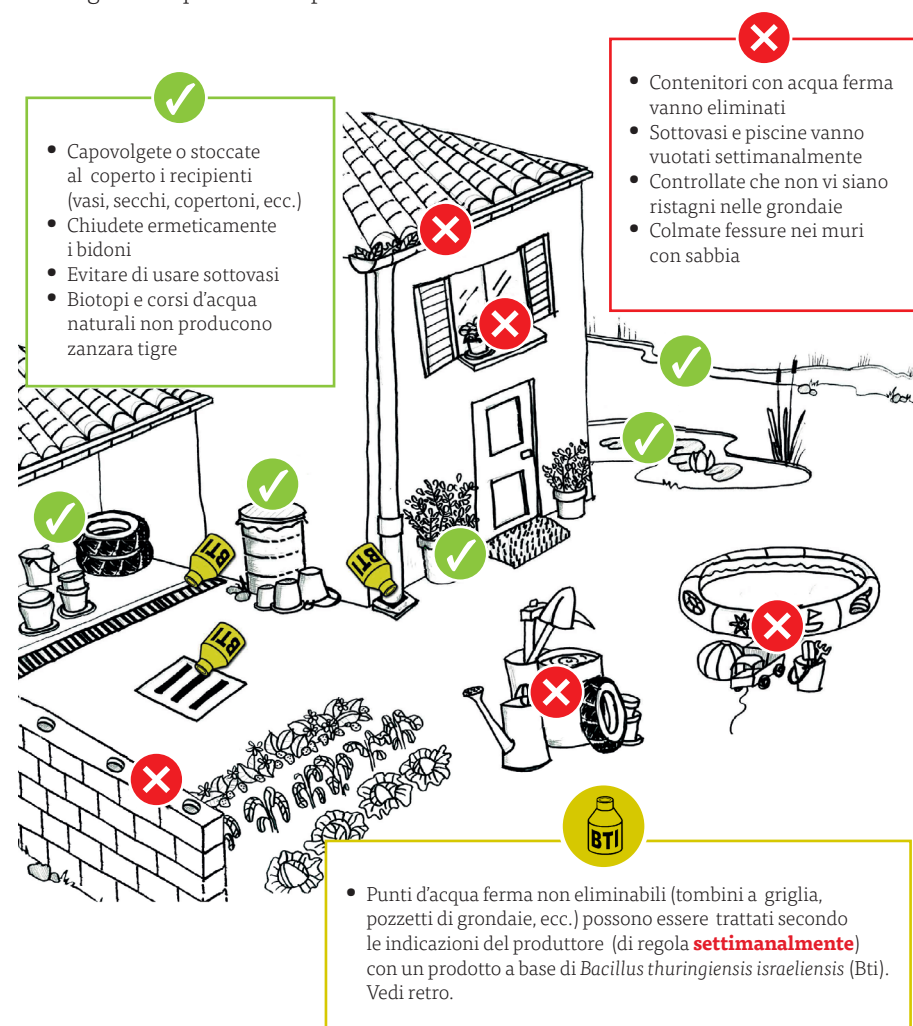 • Capovolgete o stoccate
al coperto i recipienti
(vasi, secchi, copertoni, ecc.)
• Chiudete ermeticamente
i bidoni
• Evitare di usare sottovasi
• Biotopi e corsi d'acqua
naturali non producono
zanzara tigre
• Contenitori con acqua ferma
vanno eliminati
• Sottovasi e piscine vanno
vuotati settimanalmente
• Controllate che non vi siano
ristagni nelle grondaie
• Colmate fessure nei muri
con sabbia
BTI
BTI
BTI
BTI
• Punti d'acqua ferma non eliminabili (tombini a griglia,
pozzetti di grondaie, ecc.) possono essere trattati secondo
le indicazioni del produttore (di regola settimanalmente)
con un prodotto a base di Bacillus thuringiensis israeliensis (Bti).
Vedi retro.